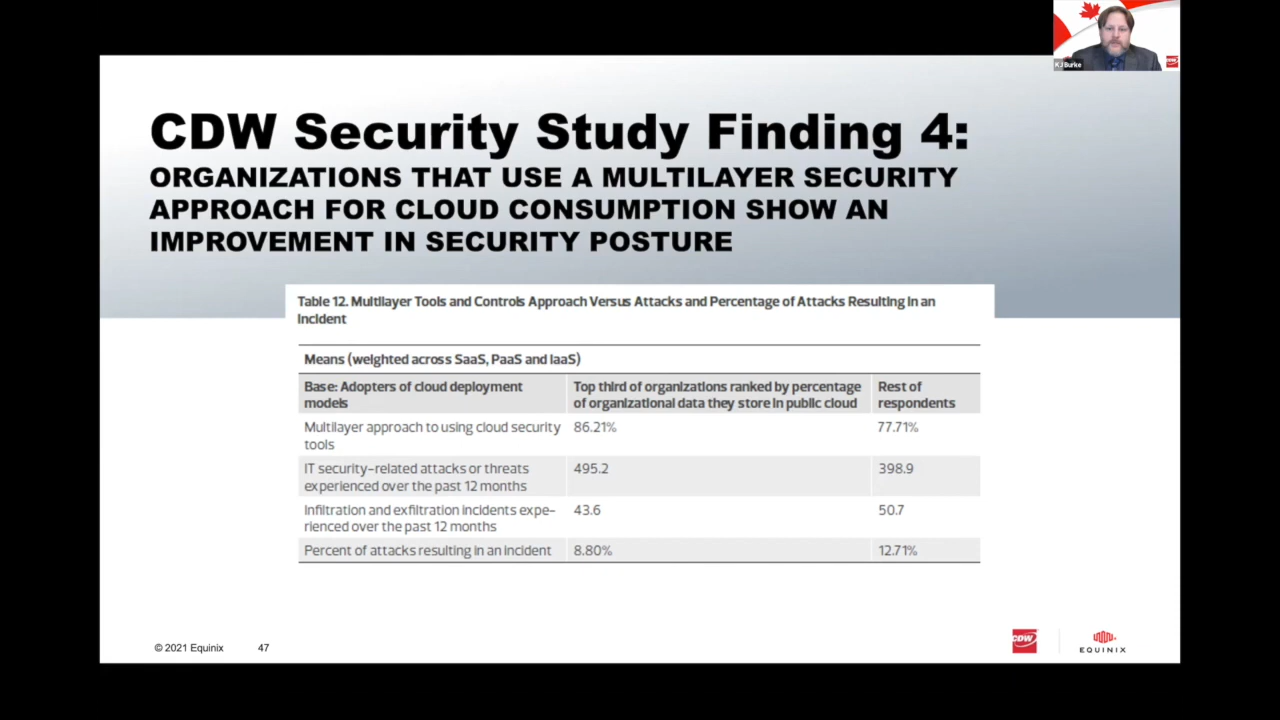 KJ Burke
CDW Security Study Finding 4:
ORGANIZATIONS THAT USE A MULTILAYER SECURITY
APPROACH FOR CLOUD CONSUMPTION SHOW AN
IMPROVEMENT IN SECURITY POSTURE
Table 12. Multilayer Tools and Controls Approach Versus Attacks and Percentage of Attacks Resulting in an
Incident
Means (weighted across SaaS, PaaS and IaaS)
Base: Adopters of cloud deployment
models
Top third of organizations ranked by percentage
of organizational data they store in public cloud
Rest of
respondents
Multilayer approach to using cloud security
tools
86.21%
77.71%
IT security-related attacks or threats
experienced over the past 12 months
495.2
398.9
Infiltration and exfiltration incidents expe-
rienced over the past 12 months
43.6
50.7
Percent of attacks resulting in an incident
8.80%
12.71%
© 2021 Equinix
47
CDW
EQUINIX